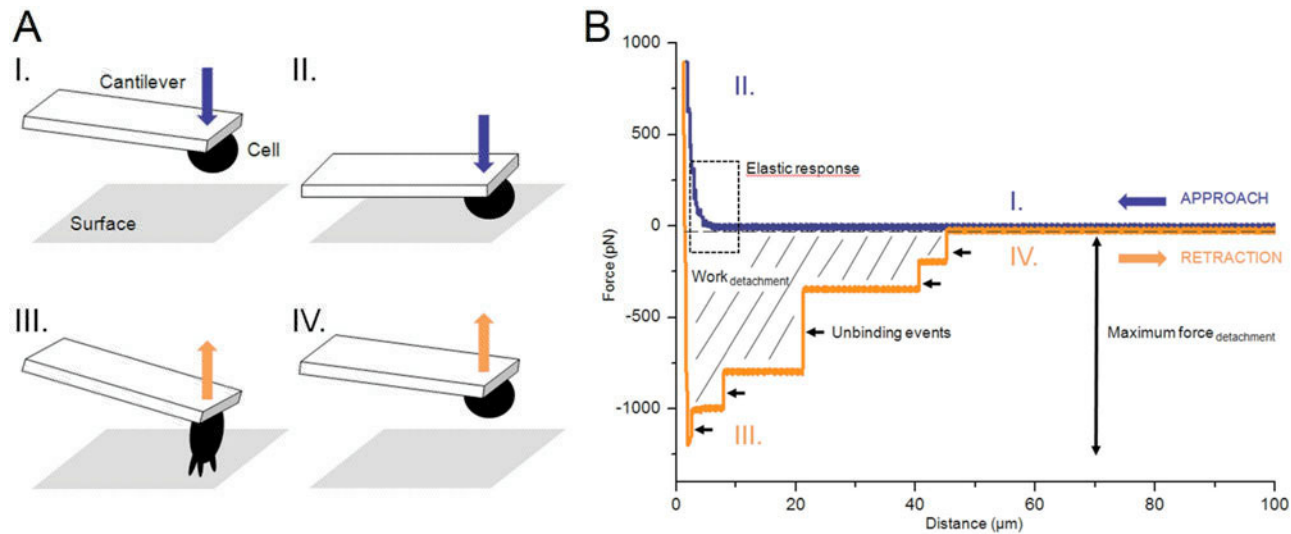 A
I.
Cantilever
Cell
Surface
II.
III.
IV.
B
1000
500
0
-500
-1000
Force (pN)
II.
Elastic response
I.
APPROACH
IV.
RETRACTION
Work detachment
Unbinding events
Maximum force detachment
III.
0
20
40
60
80
100
Distance (µm)